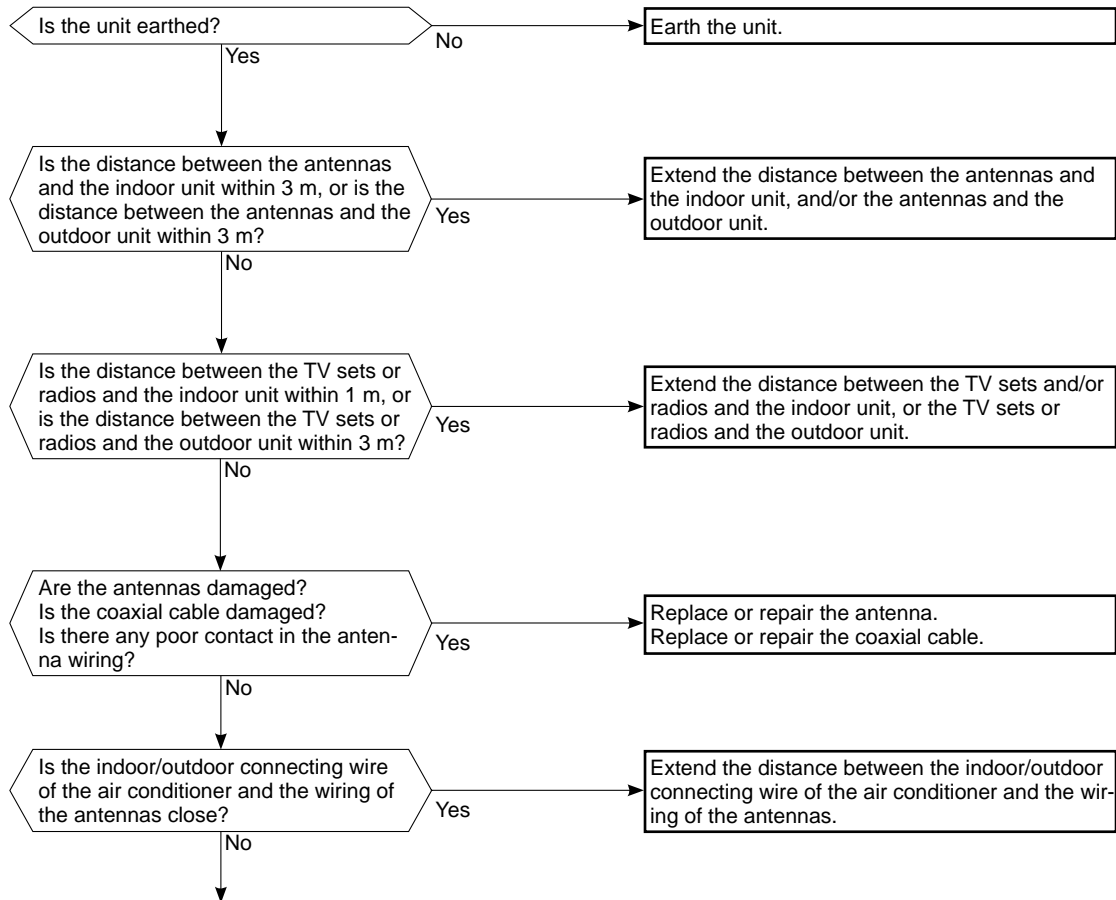 Is the unit earthed?
No
Earth the unit.
Yes
Is the distance between the antennas
and the indoor unit within 3 m, or is the
distance between the antennas and the
outdoor unit within 3 m?
Yes
Extend the distance between the antennas and
the indoor unit, and/or the antennas and the
outdoor unit.
No
Is the distance between the TV sets or
radios and the indoor unit within 1 m, or
is the distance between the TV sets or
radios and the outdoor unit within 3 m?
Yes
Extend the distance between the TV sets and/or
radios and the indoor unit, or the TV sets or
radios and the outdoor unit.
No
Are the antennas damaged?
Is the coaxial cable damaged?
Is there any poor contact in the anten-
na wiring?
Yes
Replace or repair the antenna.
Replace or repair the coaxial cable.
No
Is the indoor/outdoor connecting wire
of the air conditioner and the wiring of
the antennas close?
Yes
Extend the distance between the indoor/outdoor
connecting wire of the air conditioner and the wir-
ing of the antennas.
No